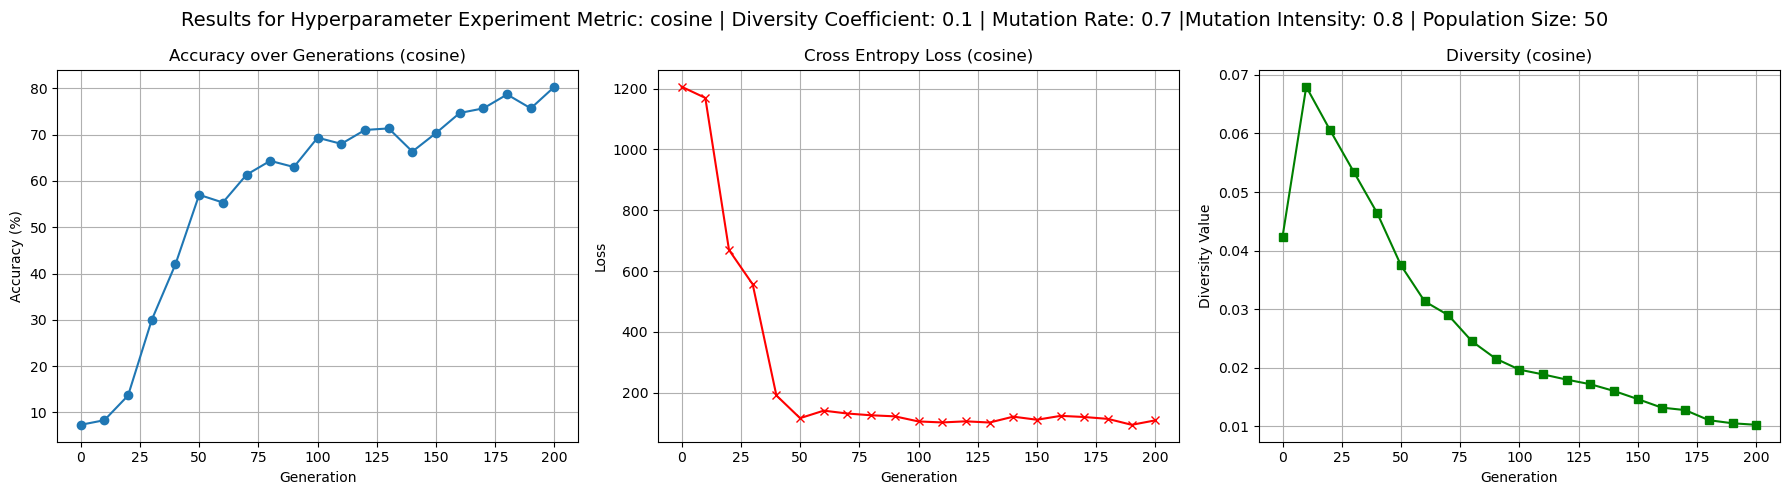 Results for Hyperparameter Experiment Metric: cosine | Diversity Coefficient: 0.1 | Mutation Rate: 0.7 |Mutation Intensity: 0.8 | Population Size: 50
Accuracy over Generations (cosine)
Accuracy (%)
80
70
60
50
40
30
20
10
0 25 50 75 100 125 150 175 200
Generation
Cross Entropy Loss (cosine)
Loss
1200
1000
800
600
400
200
0 25 50 75 100 125 150 175 200
Generation
Diversity (cosine)
Diversity Value
0.07
0.06
0.05
0.04
0.03
0.02
0.01
0 25 50 75 100 125 150 175 200
Generation